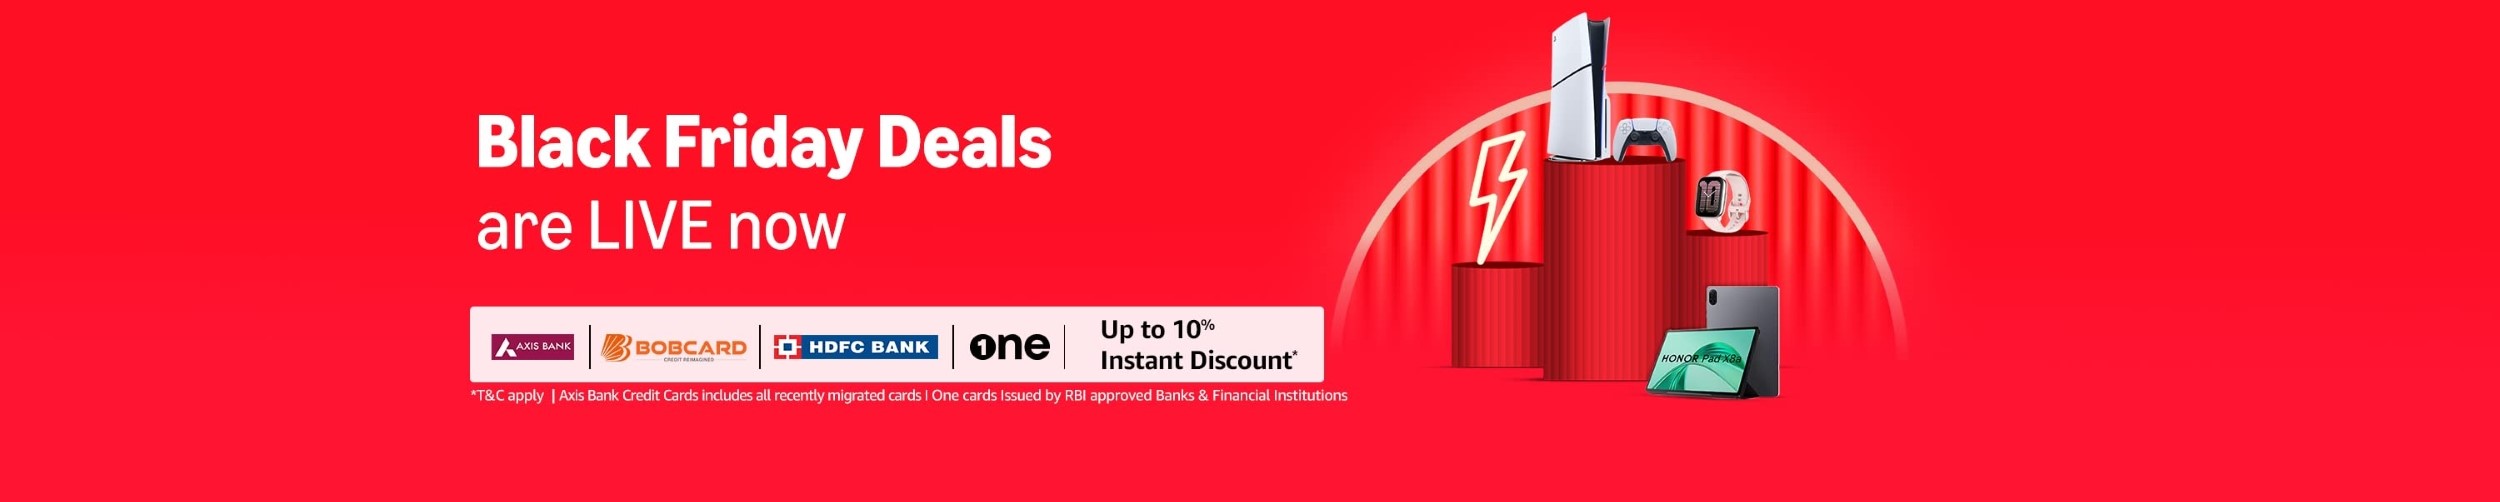 Black Friday Deals
are LIVE now
AXIS BANK
BOBCARD
CREDIT REIMAGINED
HDFC BANK
1ne
Up to 10%
Instant Discount*
*T&C apply | Axis Bank Credit Cards includes all recently migrated cards I One cards Issued by RBI approved Banks & Financial Institutions
10
HONOR Pad X8a